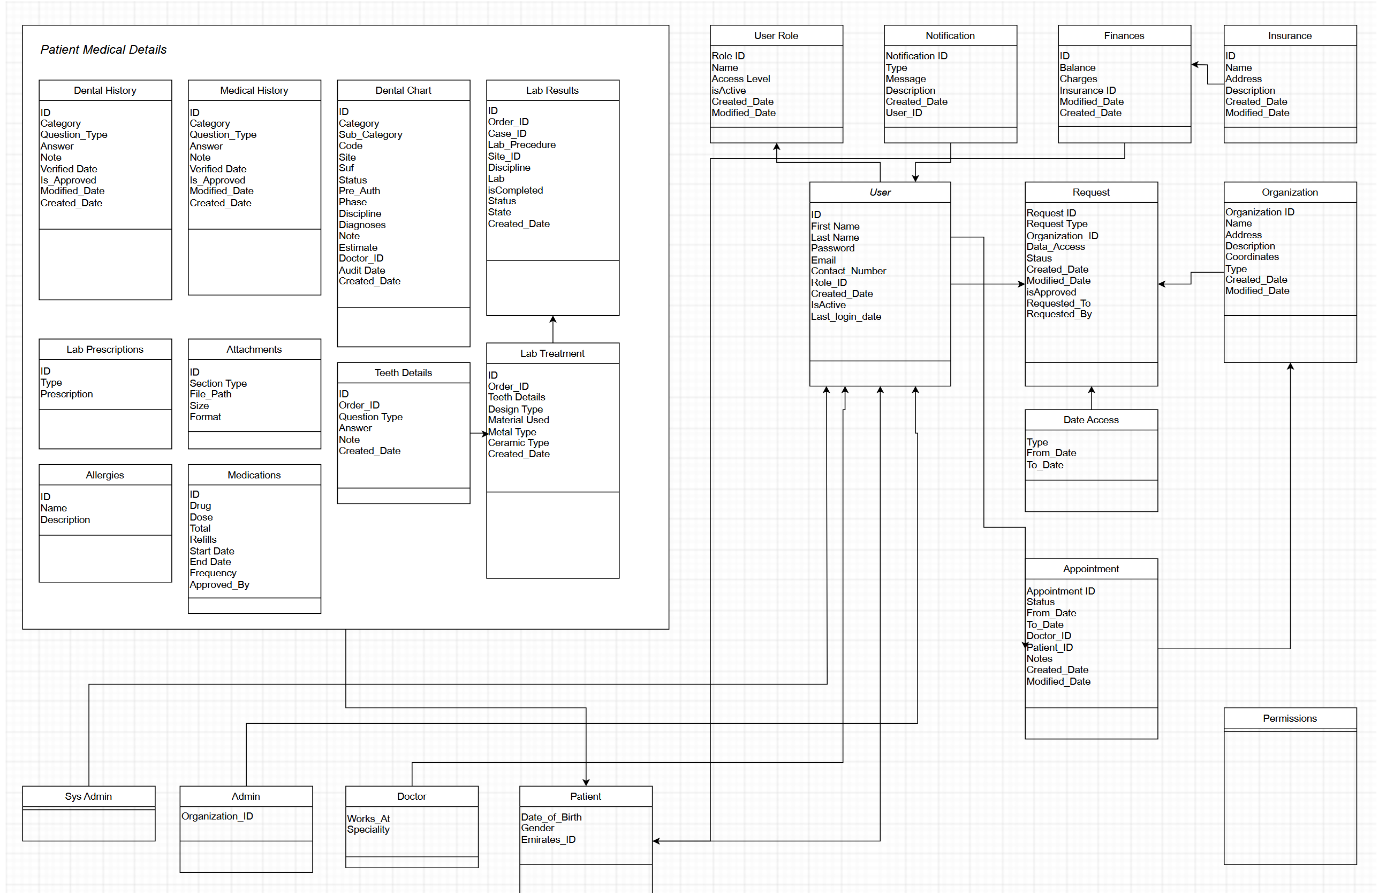 Patient Medical Details
Dental History
ID
Category
Question_Type
Answer
Note
Verified Date
Is_Approved
Modified_Date
Created_Date
Medical History
ID
Category
Question_Type
Answer
Note
Verified Date
Is_Approved
Modified_Date
Created_Date
Dental Chart
ID
Category
Sub_Category
Code
Site
Suf
Status
Pre_Auth
Phase
Discipline
Diagnoses
Note
Estimate
Doctor_ID
Audit Date
Created_Date
Lab Results
ID
Order_ID
Case_ID
Lab_Precedure
Site_ID
Discipline
Lab
isCompleted
Status
State
Created_Date
Lab Prescriptions
ID
Type
Prescription
Attachments
ID
Section Type
File_Path
Size
Format
Teeth Details
ID
Order_ID
Question Type
Answer
Note
Created_Date
Lab Treatment
ID
Order_ID
Teeth Details
Design Type
Material Used
Metal Type
Ceramic Type
Created_Date
Allergies
ID
Name
Description
Medications
ID
Drug
Dose
Total
Refills
Start Date
End Date
Frequency
Approved_By
User Role
Role ID
Name
Access Level
isActive
Created_Date
Modified_Date
Notification
Notification ID
Type
Message
Description
Created_Date
User_ID
Finances
ID
Balance
Charges
Insurance ID
Modified_Date
Created_Date
Insurance
ID
Name
Address
Description
Created_Date
Modified_Date
User
ID
First Name
Last Name
Password
Email
Contact_Number
Role_ID
Created_Date
IsActive
Last_login_date
Request
Request ID
Request Type
Organization_ID
Data_Access
Staus
Created_Date
Modified_Date
isApproved
Requested_To
Requested_By
Organization
Organization ID
Name
Address
Description
Coordinates
Type
Created_Date
Modified_Date
Date Access
Type
From_Date
To_Date
Appointment
Appointment ID
Status
From_Date
To_Date
Doctor_ID
Patient_ID
Notes
Created_Date
Modified_Date
Permissions
Sys Admin
Admin
Organization_ID
Doctor
Works_At
Speciality
Patient
Date_of_Birth
Gender
Emirates_ID